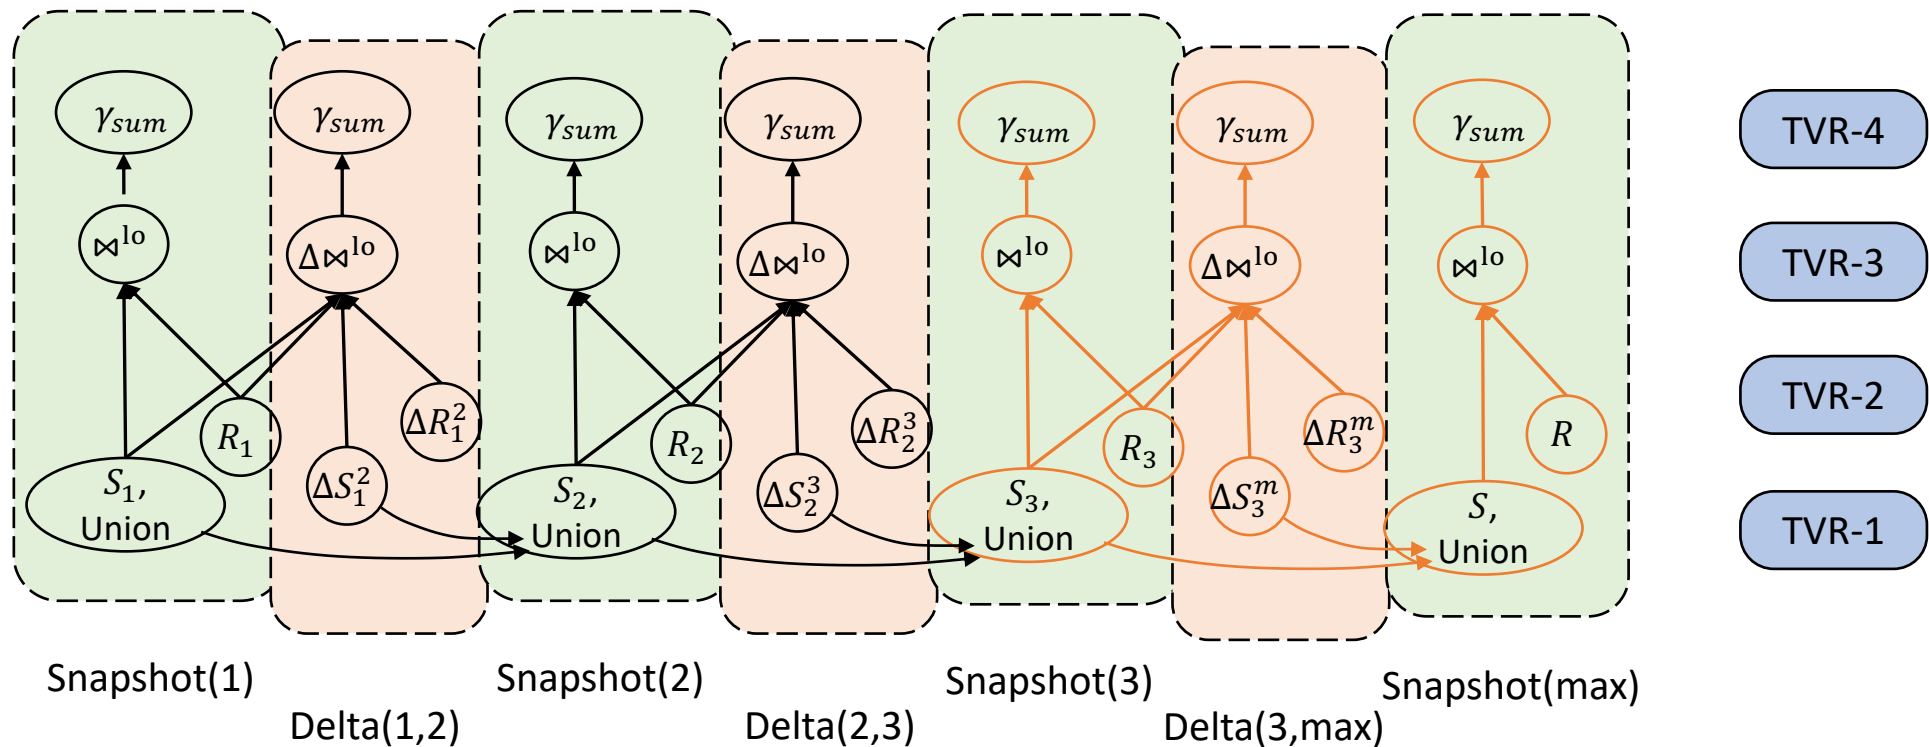 γsum γsum γsum γsum γsum γsum γsum TVR-4
⋈lo Δ⋈lo ⋈lo Δ⋈lo ⋈lo Δ⋈lo ⋈lo TVR-3
R₁ ΔR₁² R₂ ΔR₂³ R₃ ΔR₃ᵐ R TVR-2
S₁, ΔS₁² S₂, ΔS₂³ S₃, ΔS₃ᵐ S, TVR-1
Union Union Union Union
Snapshot(1) Snapshot(2) Snapshot(3) Snapshot(max)
Delta(1,2) Delta(2,3) Delta(3,max)